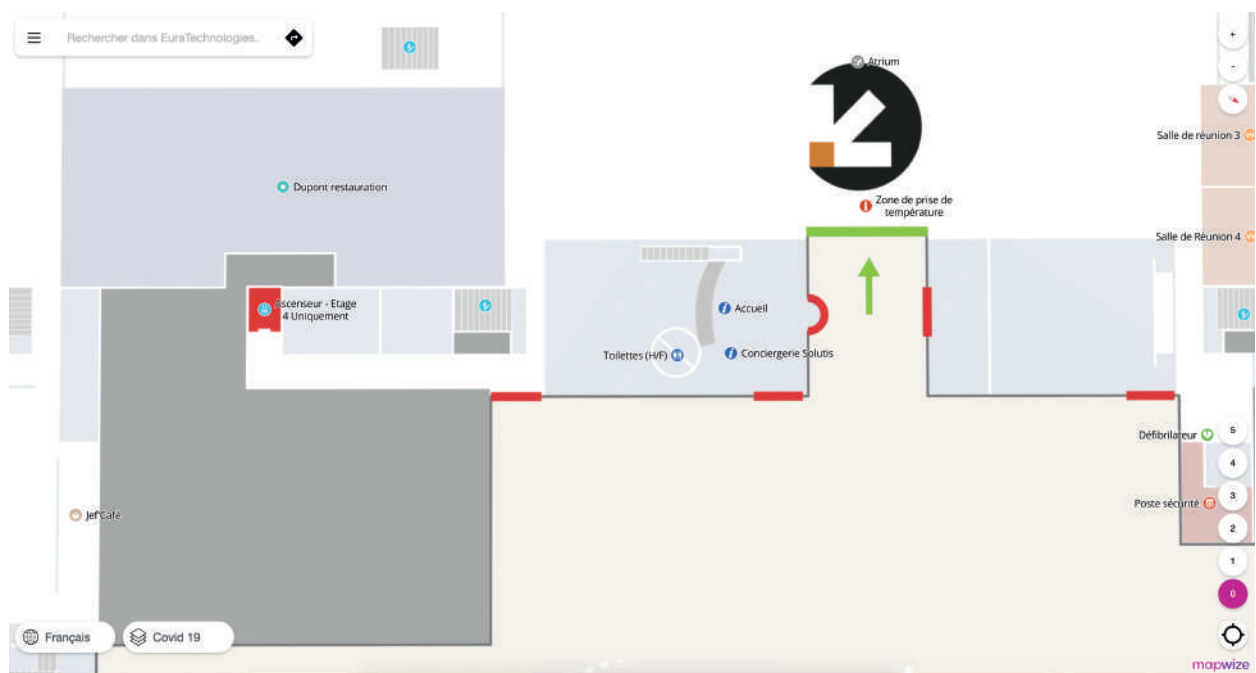 Rechercher dans EuraTechnologies..
Atrium
+
-
Salle de réunion 3
Dupont restauration
Zone de prise de
température
Salle de Réunion 4
Ascenseur - Etage
4 Uniquement
Accueil
Toilettes (H/F)
Conciergerie Solutis
Défibrilateur
5
4
Poste sécurité
3
Jef'Café
2
1
0
Français
Covid 19
mapwize